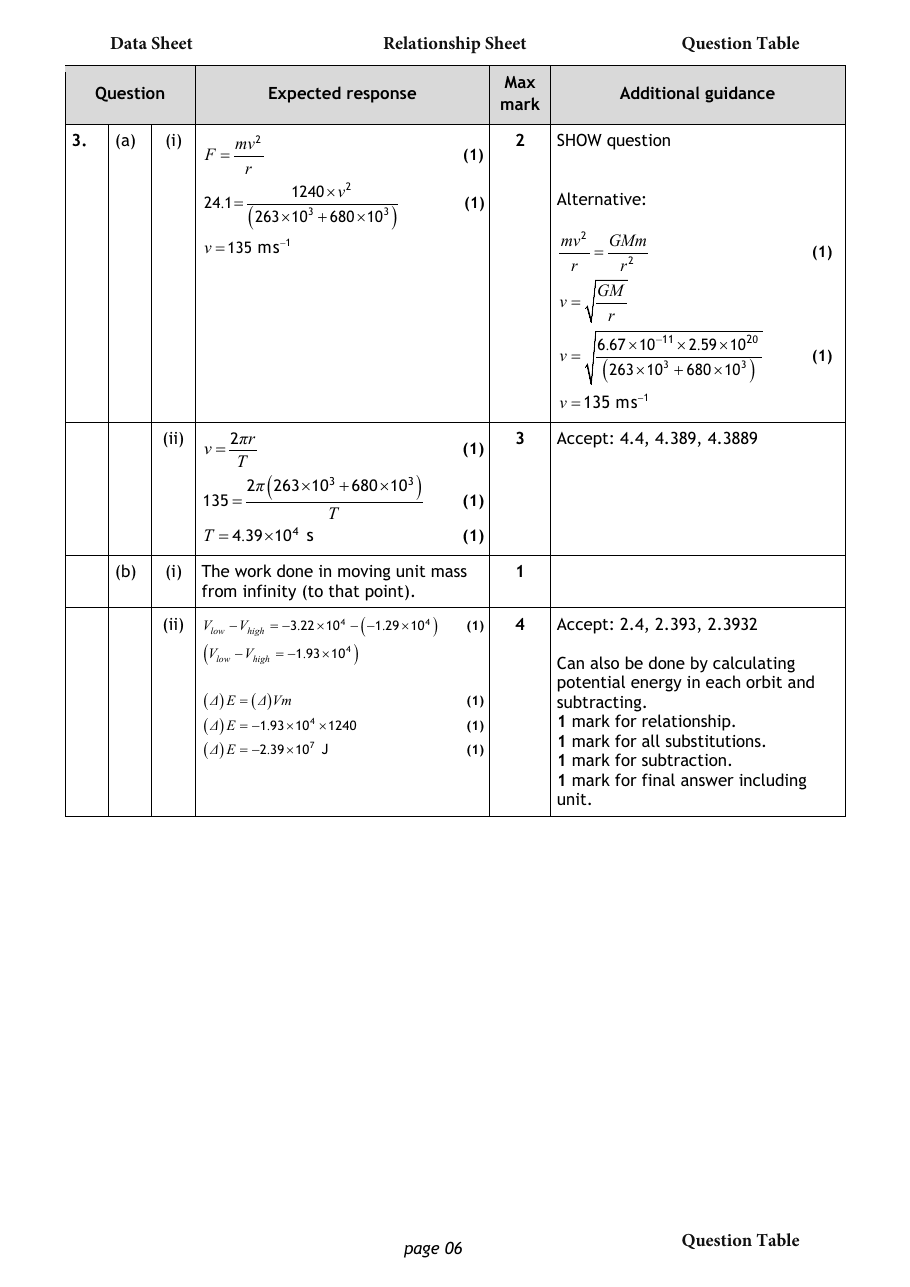 Data Sheet Relationship Sheet Question Table
Question Expected response Max mark Additional guidance
3. (a) (i) F = mv²/r (1) 2 SHOW question
24.1 = 1240 × v² / (263 × 10³ + 680 × 10³) (1)
v = 135 ms⁻¹
Alternative:
mv²/r = GMm/r² (1)
v = √(GM/r)
v = √(6.67 × 10⁻¹¹ × 2.59 × 10²⁰ / (263 × 10³ + 680 × 10³)) (1)
v = 135 ms⁻¹
(ii) v = 2πr/T (1) 3 Accept: 4.4, 4.389, 4.3889
135 = 2π(263 × 10³ + 680 × 10³) / T (1)
T = 4.39 × 10⁴ s (1)
(b) (i) The work done in moving unit mass 1
from infinity (to that point).
(ii) V_low − V_high = −3.22 × 10⁴ − (−1.29 × 10⁴) (1) 4 Accept: 2.4, 2.393, 2.3932
(V_low − V_high = −1.93 × 10⁴)
(Δ)E = (Δ)Vm (1)
(Δ)E = −1.93 × 10⁴ × 1240 (1)
(Δ)E = −2.39 × 10⁷ J (1)
Can also be done by calculating
potential energy in each orbit and
subtracting.
1 mark for relationship.
1 mark for all substitutions.
1 mark for subtraction.
1 mark for final answer including
unit.
page 06 Question Table